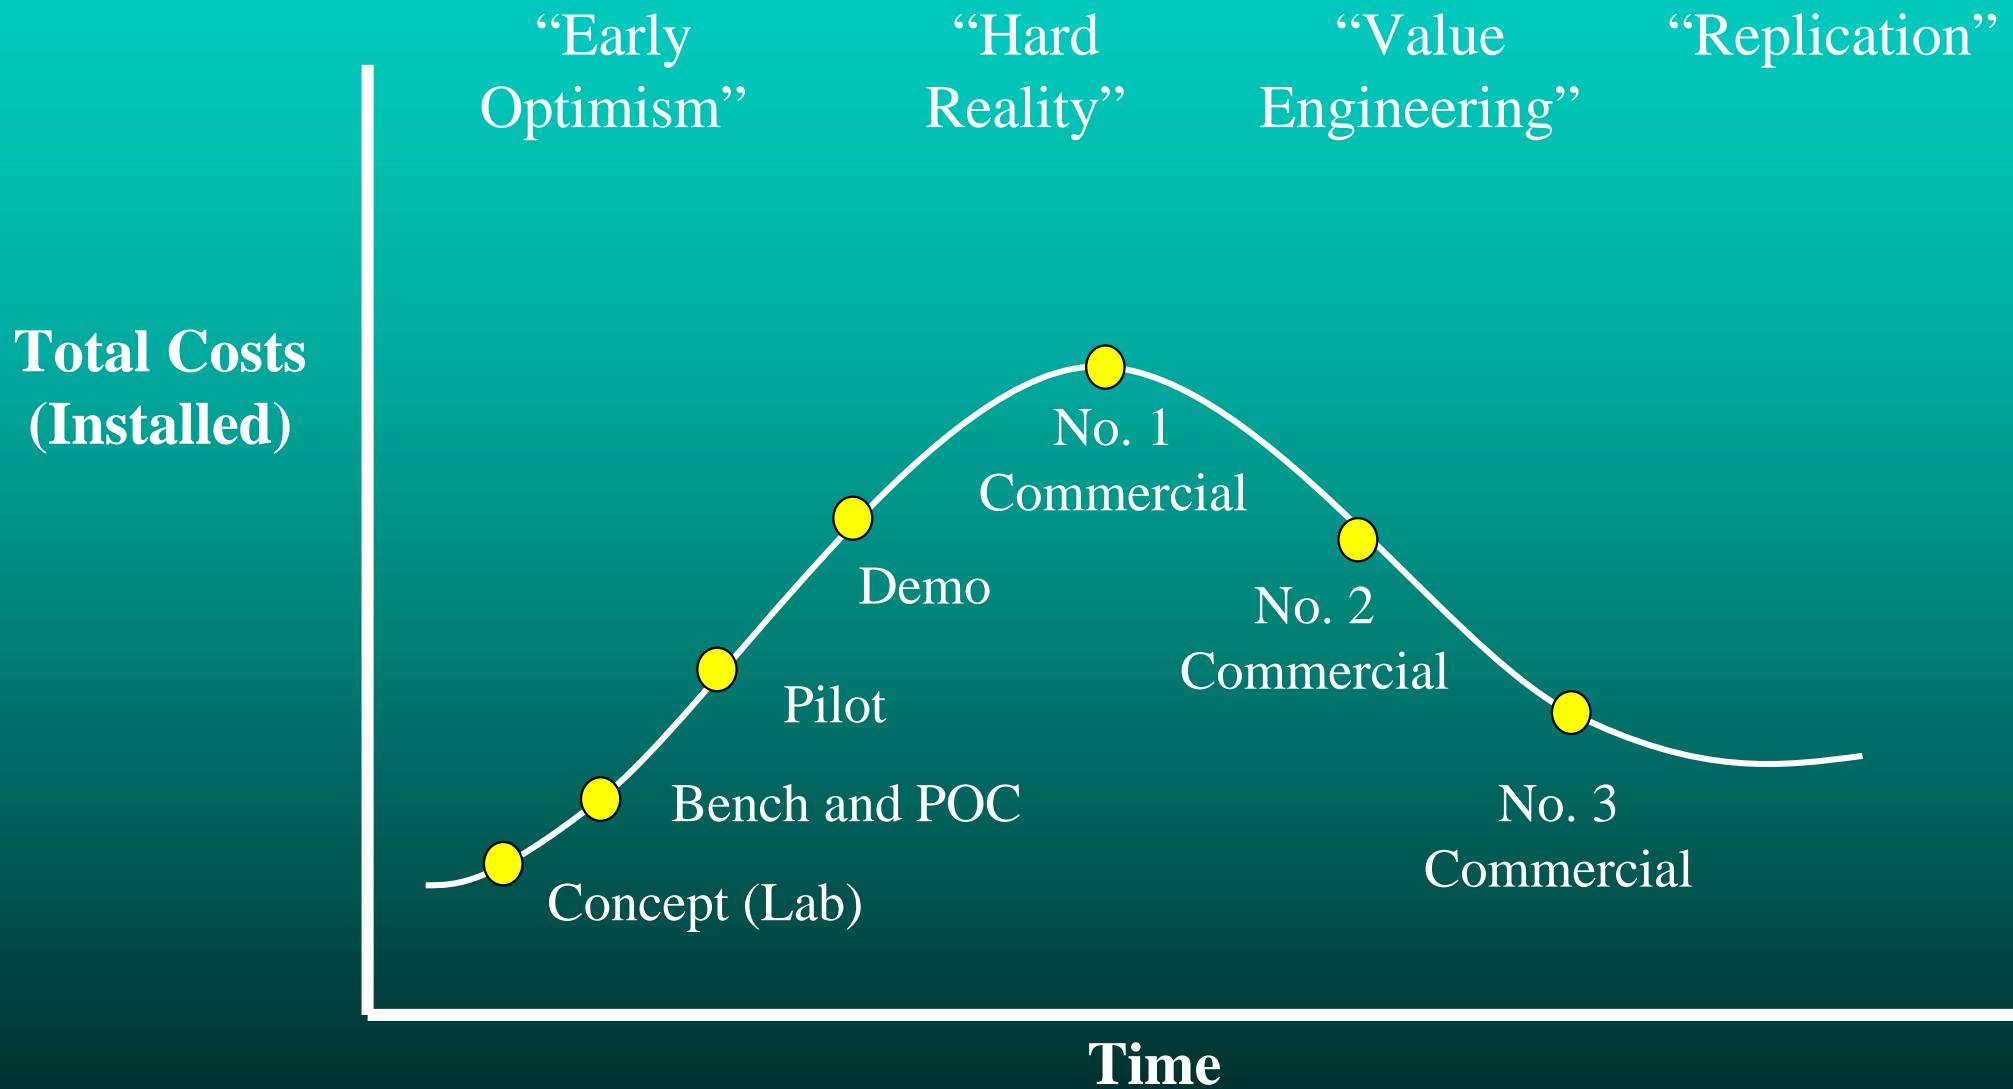 “Early
Optimism”
“Hard
Reality”
“Value
Engineering”
“Replication”
Total Costs
(Installed)
No. 1
Commercial
Demo
No. 2
Commercial
Pilot
Bench and POC
No. 3
Commercial
Concept (Lab)
Time